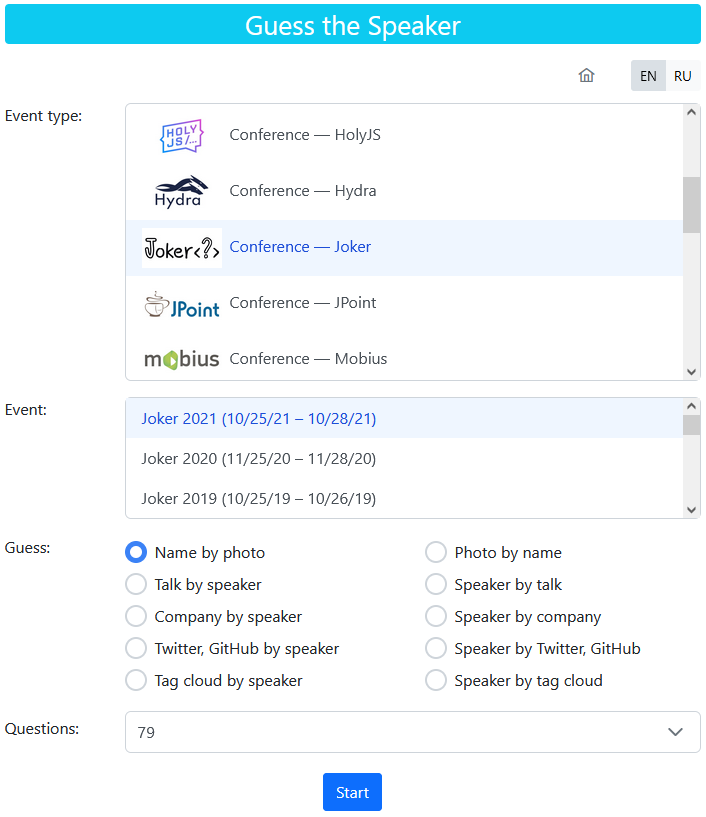 Guess the Speaker
EN RU
Event type:
HOLY JS/... Conference — HolyJS
Hydra Conference — Hydra
Joker<?> Conference — Joker
JPoint Conference — JPoint
mobius Conference — Mobius
Event:
Joker 2021 (10/25/21 – 10/28/21)
Joker 2020 (11/25/20 – 11/28/20)
Joker 2019 (10/25/19 – 10/26/19)
Guess:
Name by photo Photo by name
Talk by speaker Speaker by talk
Company by speaker Speaker by company
Twitter, GitHub by speaker Speaker by Twitter, GitHub
Tag cloud by speaker Speaker by tag cloud
Questions: 79
Start